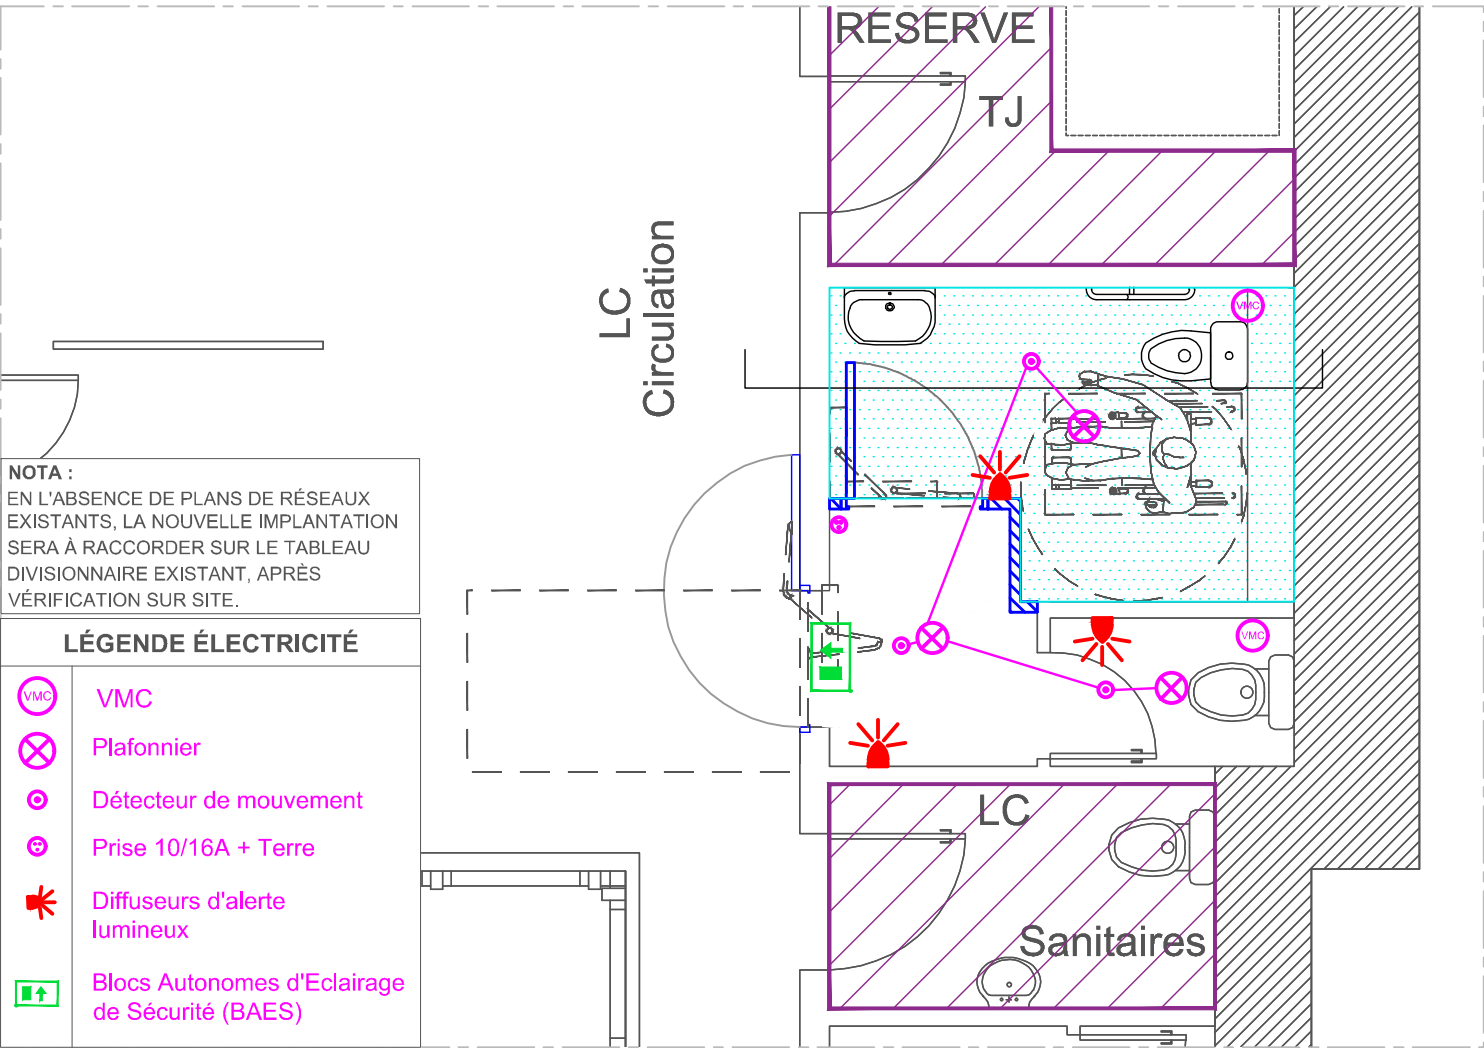 RESERVE
TJ
LC
Circulation
VMC
NOTA :
EN L'ABSENCE DE PLANS DE RÉSEAUX
EXISTANTS, LA NOUVELLE IMPLANTATION
SERA À RACCORDER SUR LE TABLEAU
DIVISIONNAIRE EXISTANT, APRÈS
VÉRIFICATION SUR SITE.
LÉGENDE ÉLECTRICITÉ
VMC
VMC VMC
Plafonnier
Détecteur de mouvement
Prise 10/16A + Terre
Diffuseurs d'alerte
lumineux
Blocs Autonomes d'Eclairage
de Sécurité (BAES)
LC
Sanitaires